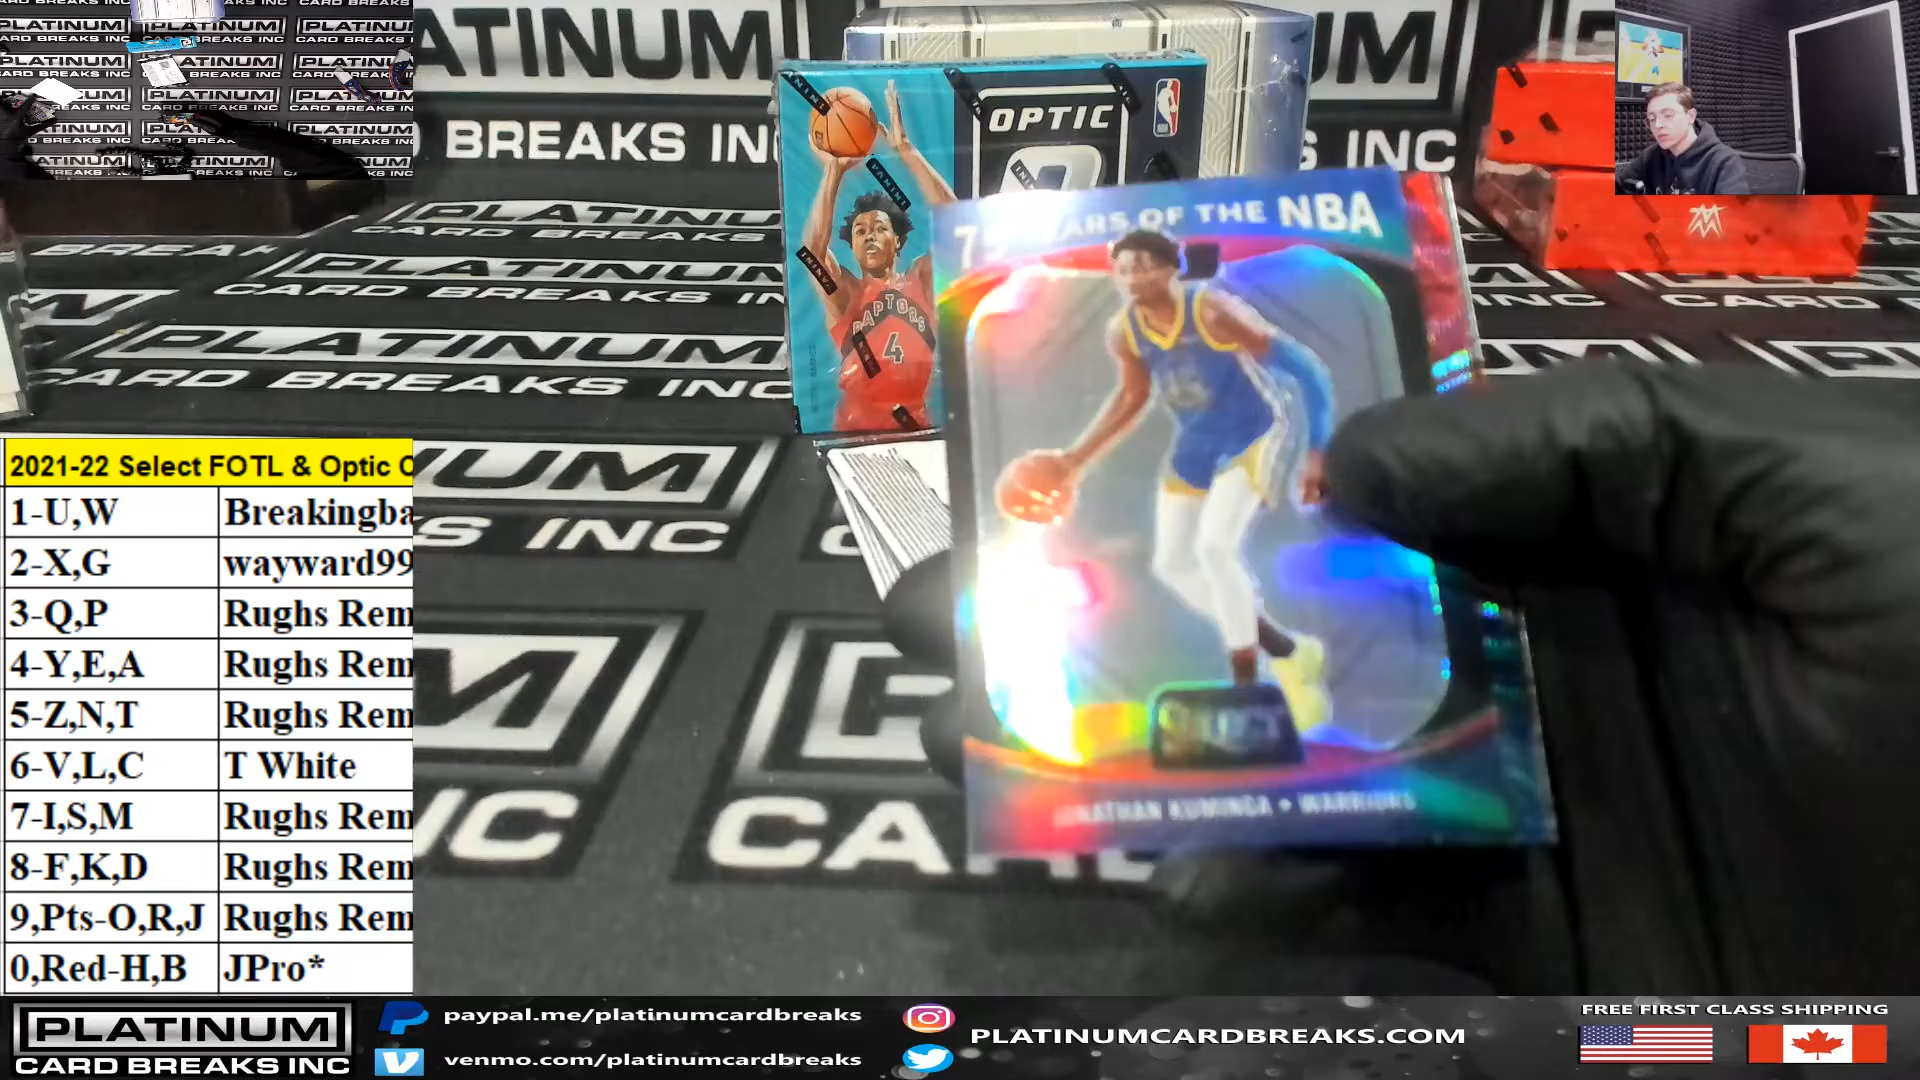 2021-22 Select FOTL & Optic C
1-U,W Breakingba
2-X,G wayward99
3-Q,P Rughs Rem
4-Y,E,A Rughs Rem
5-Z,N,T Rughs Rem
6-V,L,C T White
7-I,S,M Rughs Rem
8-F,K,D Rughs Rem
9,Pts-O,R,J Rughs Rem
0,Red-H,B JPro*
OPTIC
RAPTORS
4
OF THE NBA
SELECT
JONATHAN KUMINGA • WARRIORS
PLATINUM
CARD BREAKS INC
PLATINUM
CARD BREAKS INC
paypal.me/platinumcardbreaks
venmo.com/platinumcardbreaks
PLATINUMCARDBREAKS.COM
FREE FIRST CLASS SHIPPING